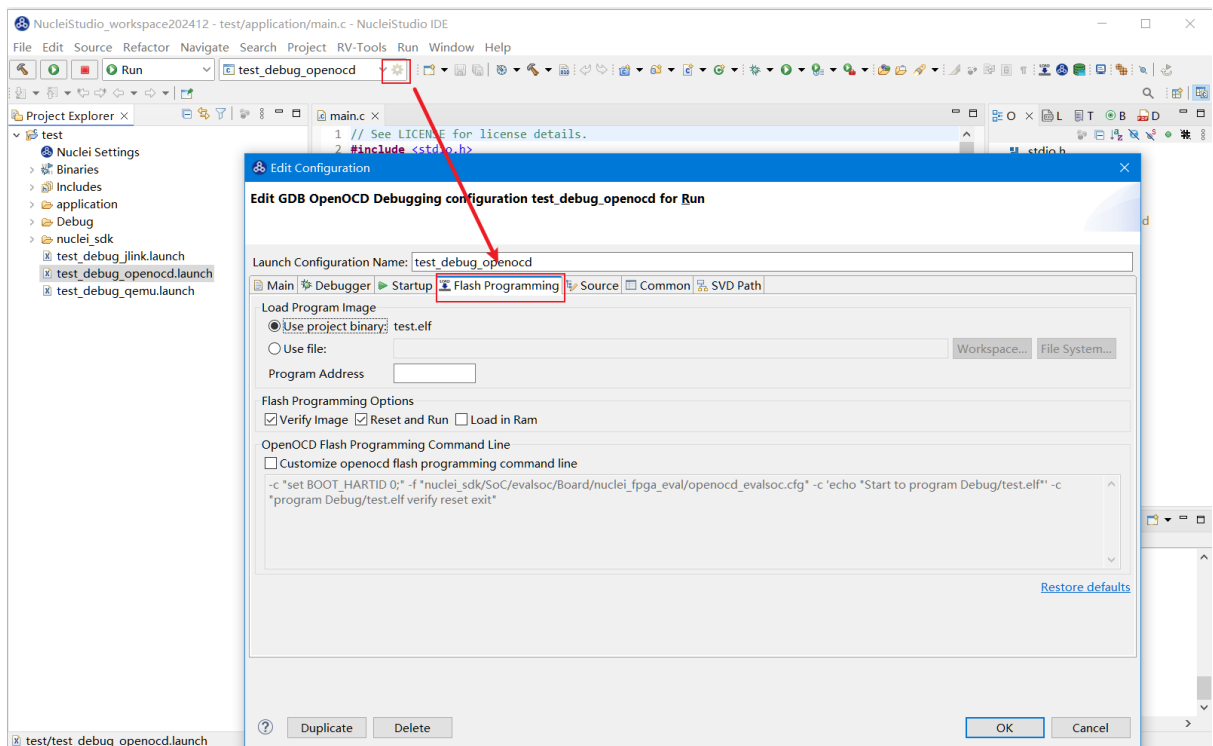 NucleiStudio_workspace202412 - test/application/main.c - NucleiStudio IDE
File Edit Source Refactor Navigate Search Project RV-Tools Run Window Help
Run test_debug_openocd
Project Explorer × main.c × O L T B D
test
Nuclei Settings
Binaries
Includes
application
Debug
nuclei_sdk
test_debug_jlink.launch
test_debug_openocd.launch
test_debug_qemu.launch
1 // See LICENSE for license details.
2 #include <stdio.h>
stdio.h
Edit Configuration
Edit GDB OpenOCD Debugging configuration test_debug_openocd for Run
Launch Configuration Name: test_debug_openocd
Main Debugger Startup Flash Programming Source Common SVD Path
Load Program Image
Use project binary: test.elf
Use file: Workspace... File System...
Program Address
Flash Programming Options
Verify Image Reset and Run Load in Ram
OpenOCD Flash Programming Command Line
Customize openocd flash programming command line
-c "set BOOT_HARTID 0;" -f "nuclei_sdk/SoC/evalsoc/Board/nuclei_fpga_eval/openocd_evalsoc.cfg" -c 'echo "Start to program Debug/test.elf"' -c
"program Debug/test.elf verify reset exit"
Restore defaults
Duplicate Delete OK Cancel
test/test_debug_openocd.launch